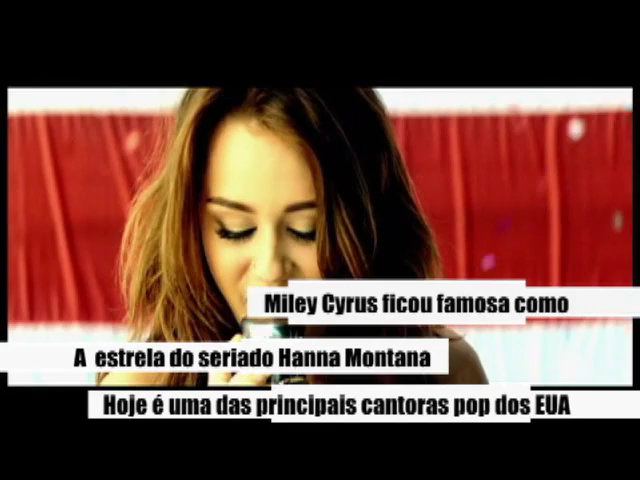 Miley Cyrus ficou famosa como
A estrela do seriado Hanna Montana
Hoje é uma das principais cantoras pop dos EUA